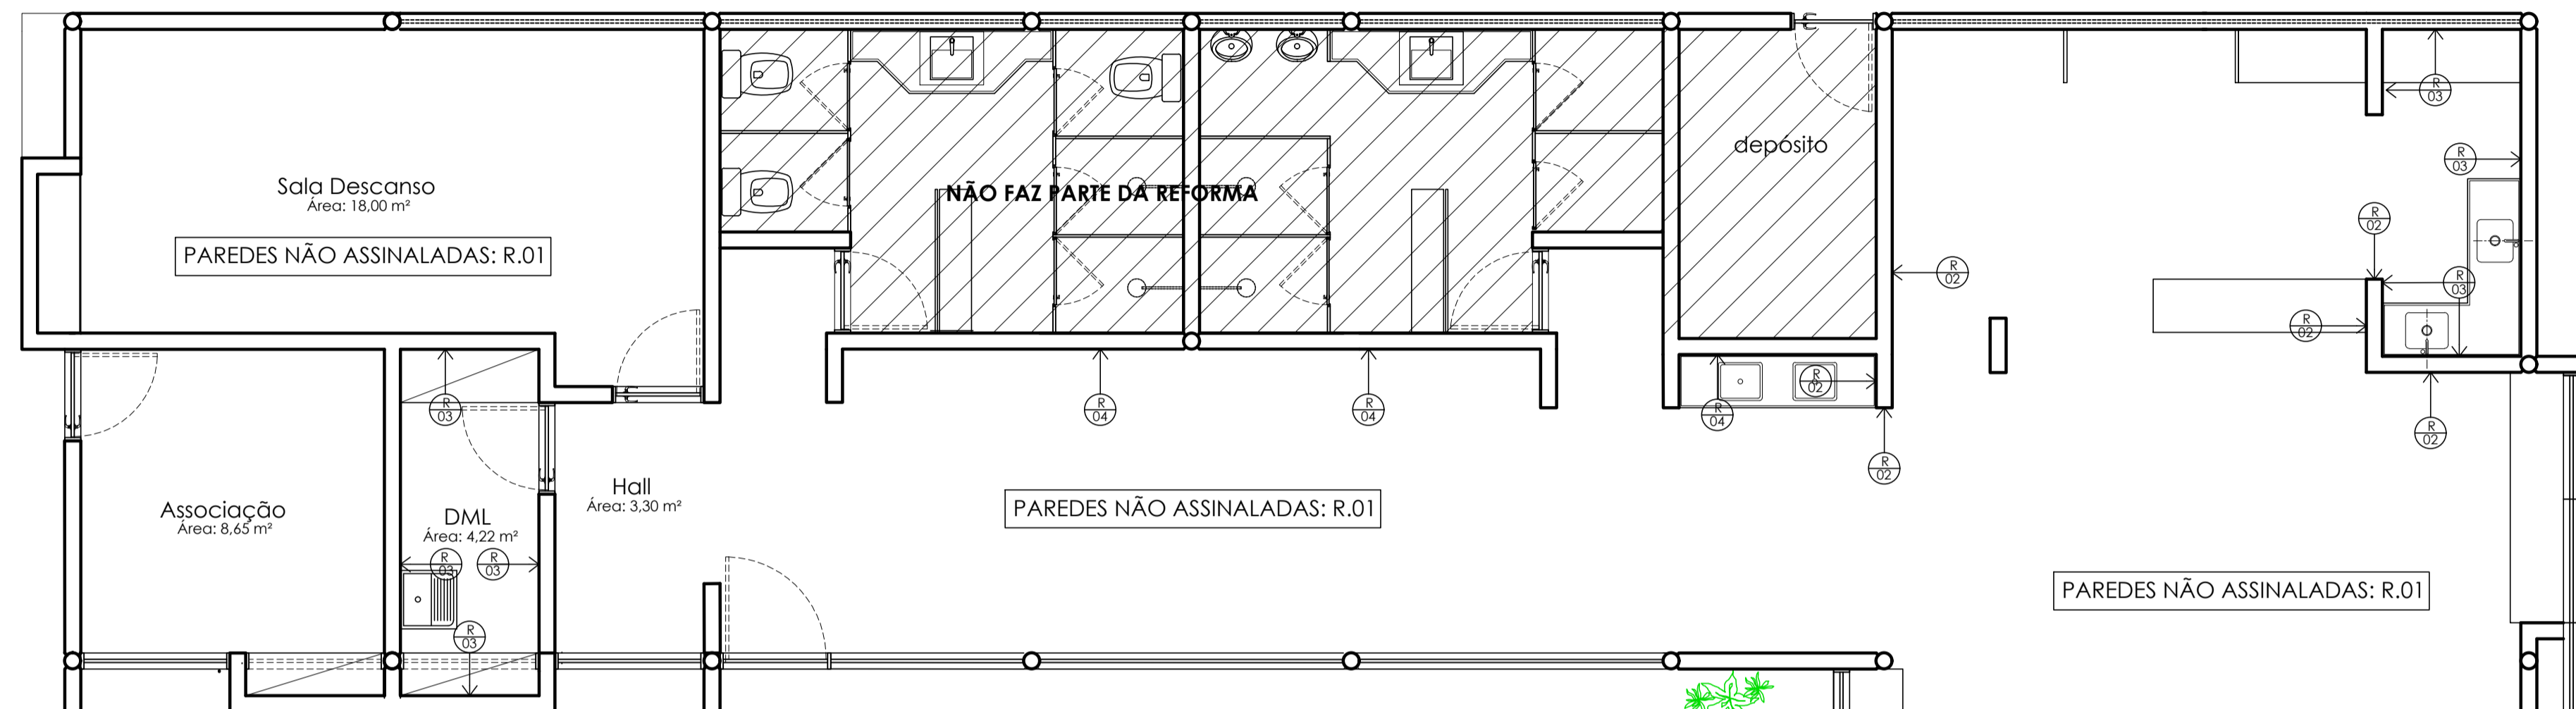 R
03
depósito
R
03
Sala Descanso
Área: 18,00 m²
NÃO FAZ PARTE DA REFORMA
R
02
PAREDES NÃO ASSINALADAS: R.01
R
02
R
03
R
02
R
02
R
03
R
04
R
04
R
04
R
02
R
02
Hall
Área: 3,30 m²
Associação
Área: 8,65 m²
DML
Área: 4,22 m²
PAREDES NÃO ASSINALADAS: R.01
R
03
R
03
PAREDES NÃO ASSINALADAS: R.01
R
03